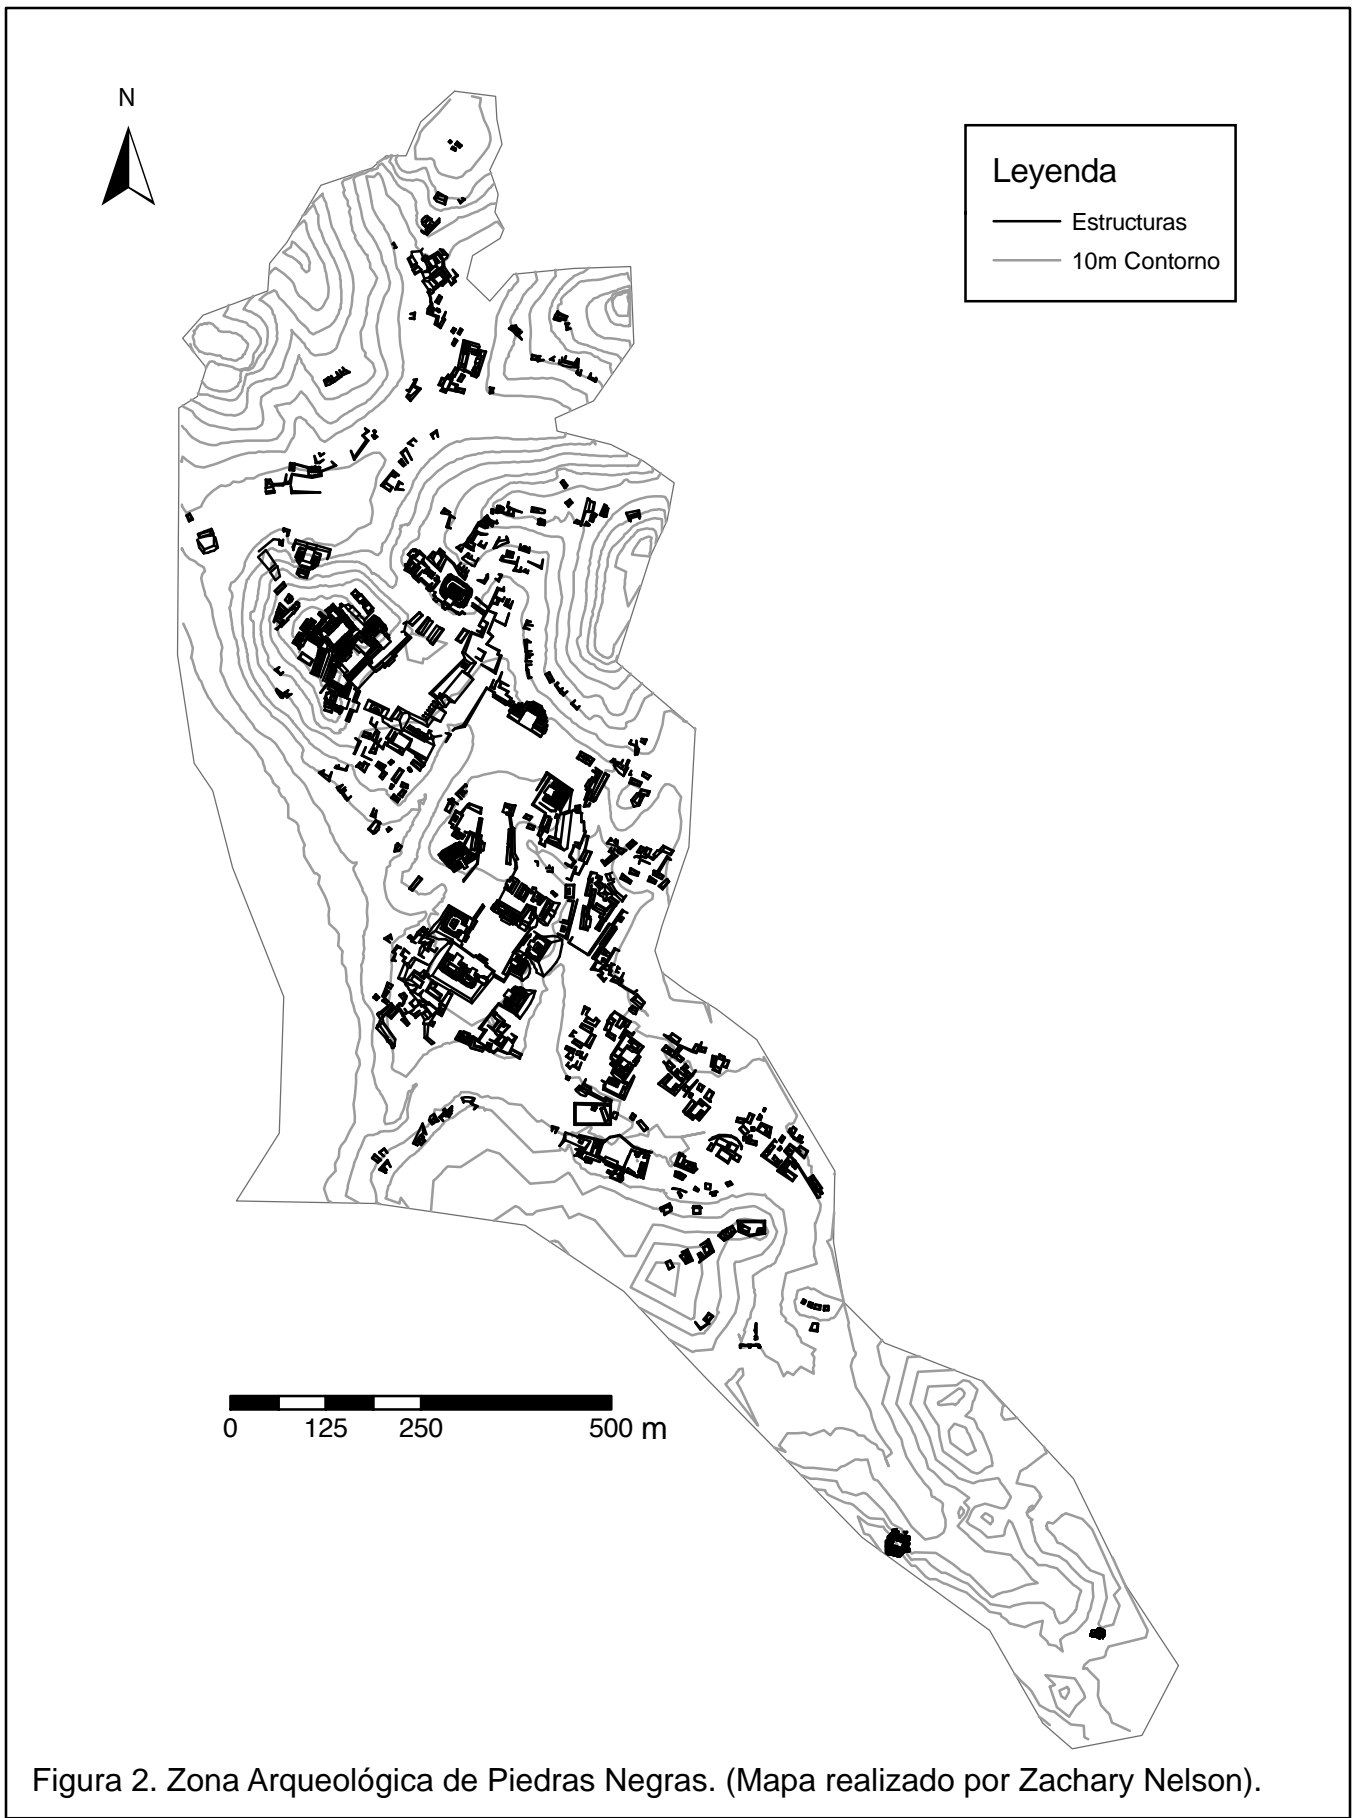 N
Leyenda
Estructuras
10m Contorno
0 125 250 500 m
Figura 2. Zona Arqueológica de Piedras Negras. (Mapa realizado por Zachary Nelson).